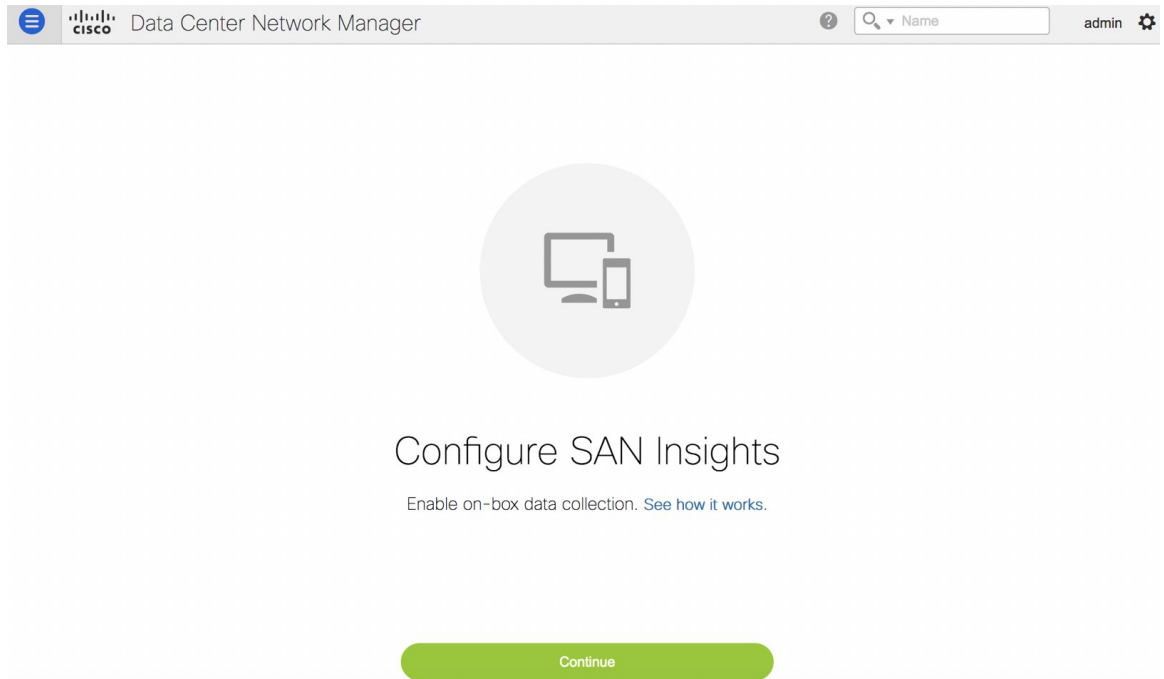 cisco Data Center Network Manager ? Name admin
Configure SAN Insights
Enable on-box data collection. See how it works.
Continue